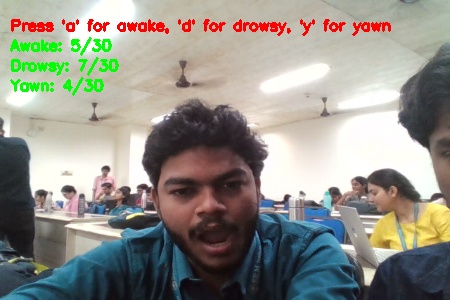 Press 'a' for awake, 'd' for drowsy, 'y' for yawn
Awake: 5/30
Drowsy: 7/30
Yawn: 4/30